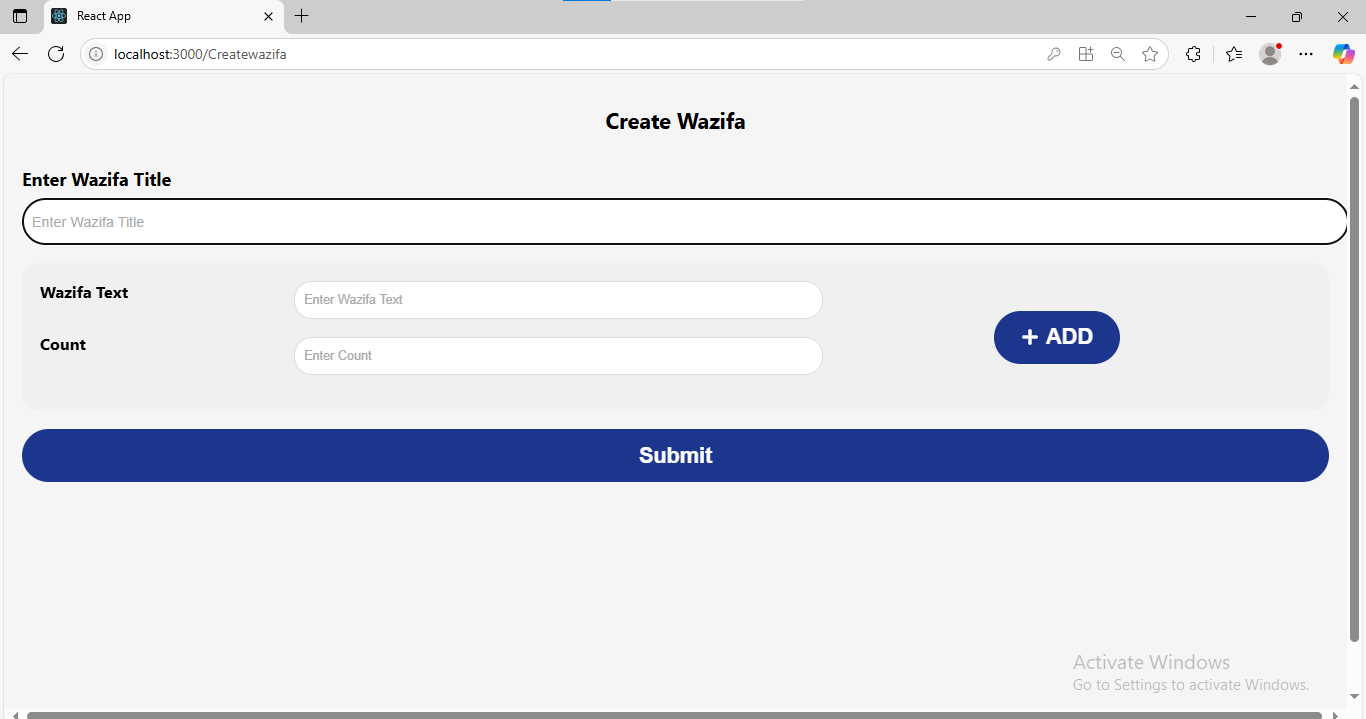 React App
localhost:3000/Createwazifa
Create Wazifa
Enter Wazifa Title
Enter Wazifa Title
Wazifa Text
Enter Wazifa Text
+ ADD
Count
Enter Count
Submit
Activate Windows
Go to Settings to activate Windows.